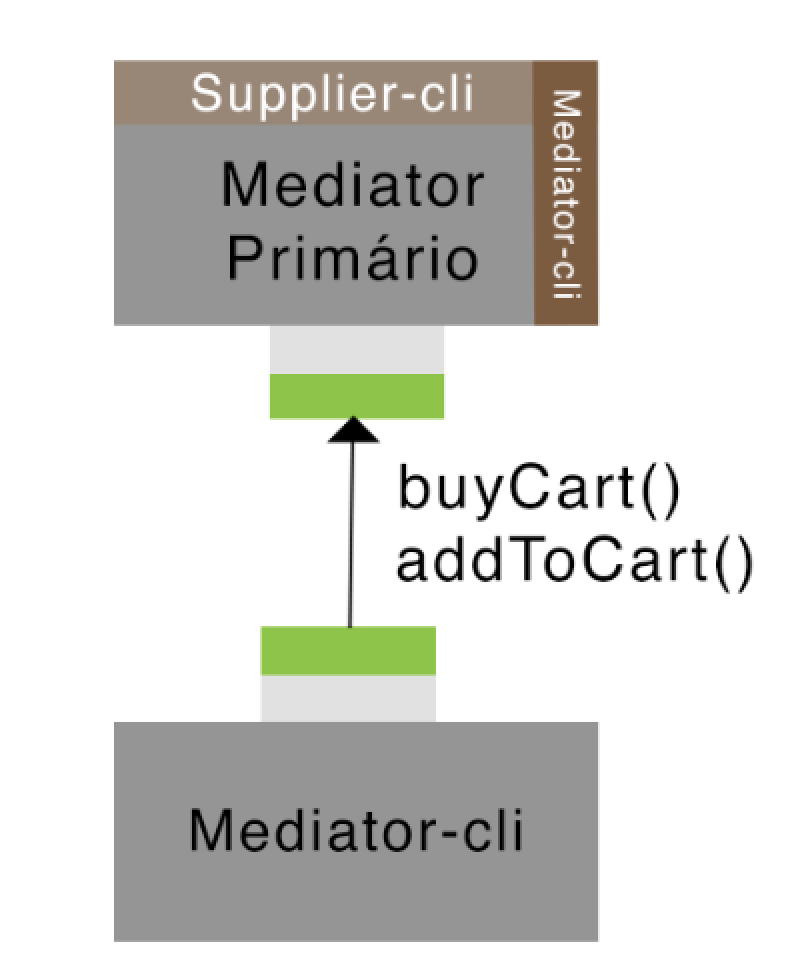 Supplier-cli
Mediator-cli
Mediator
Primário
buyCart()
addToCart()
Mediator-cli